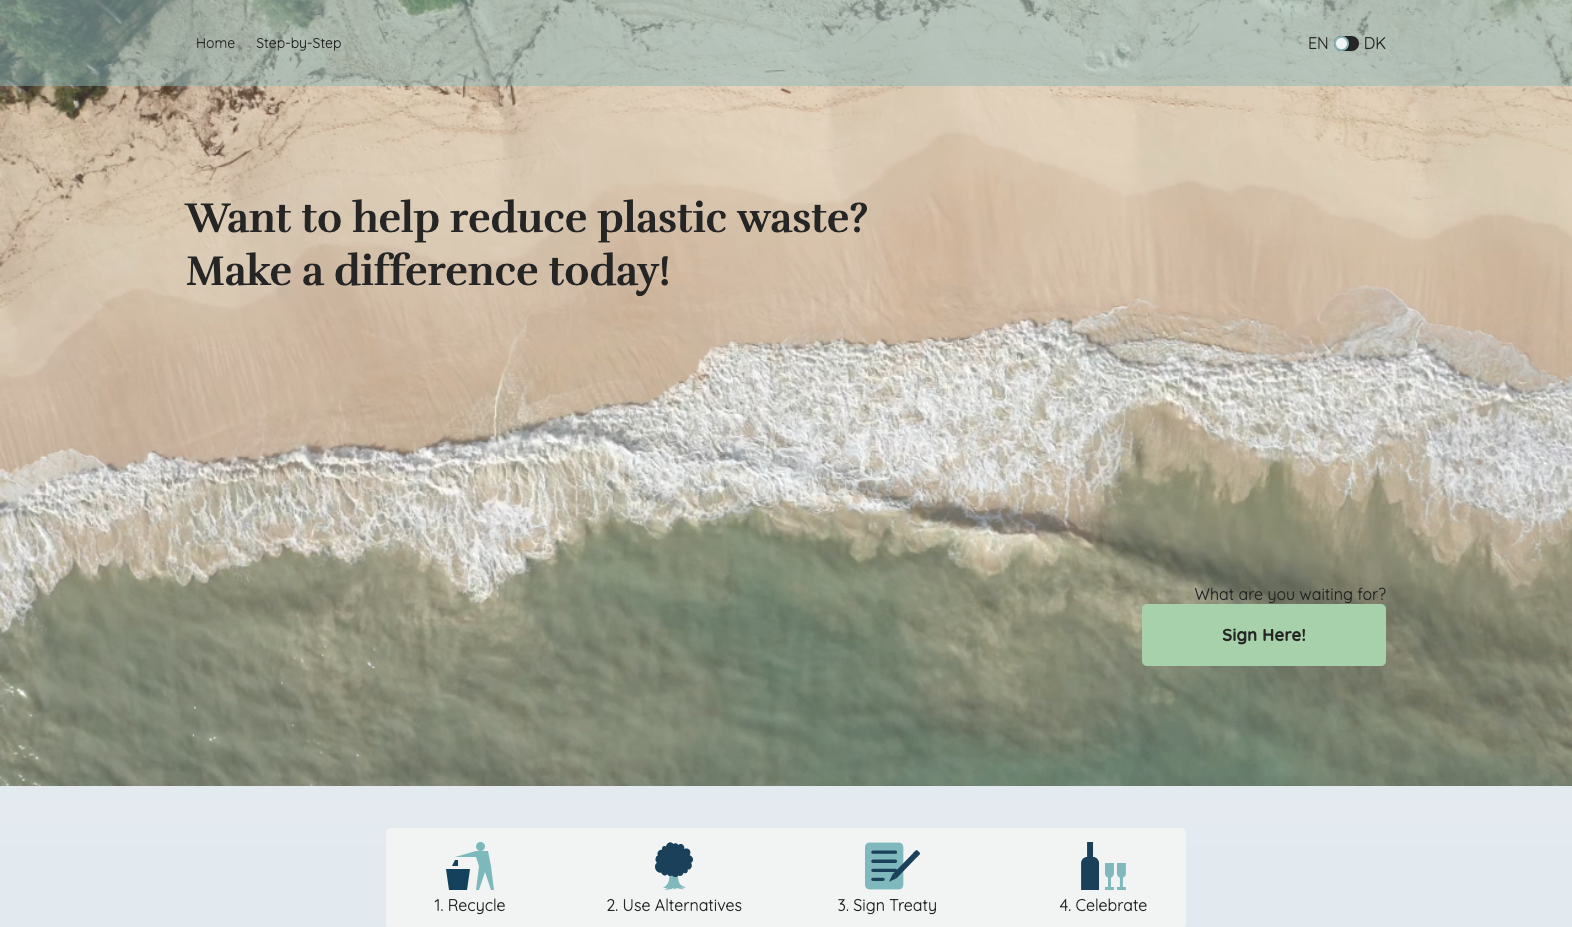 Home Step-by-Step EN DK
Want to help reduce plastic waste?
Make a difference today!
What are you waiting for?
Sign Here!
1. Recycle 2. Use Alternatives 3. Sign Treaty 4. Celebrate